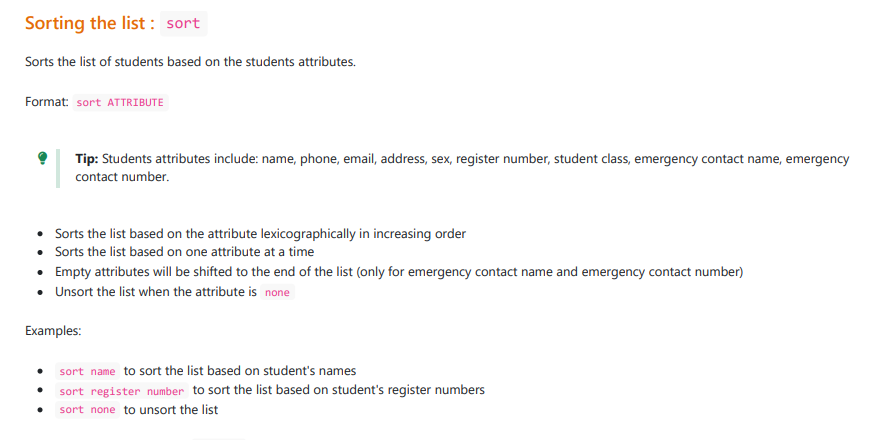 Sorting the list : sort
Sorts the list of students based on the students attributes.
Format: sort ATTRIBUTE
Tip: Students attributes include: name, phone, email, address, sex, register number, student class, emergency contact name, emergency
contact number.
Sorts the list based on the attribute lexicographically in increasing order
Sorts the list based on one attribute at a time
Empty attributes will be shifted to the end of the list (only for emergency contact name and emergency contact number)
Unsort the list when the attribute is none
Examples:
sort name to sort the list based on student's names
sort register number to sort the list based on student's register numbers
sort none to unsort the list